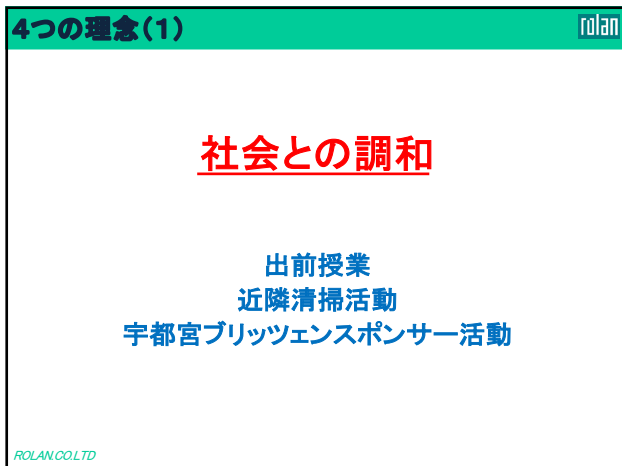 4つの理念(1)
rolan
社会との調和
出前授業
近隣清掃活動
宇都宮ブリッツェンスポンサー活動
ROLAN.CO.LTD